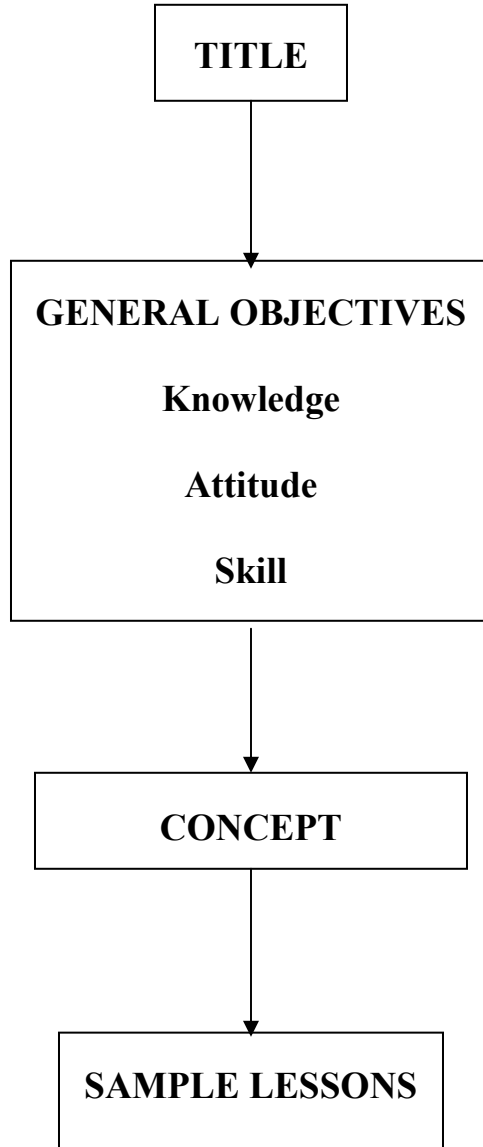 TITLE
GENERAL OBJECTIVES
Knowledge
Attitude
Skill
CONCEPT
SAMPLE LESSONS